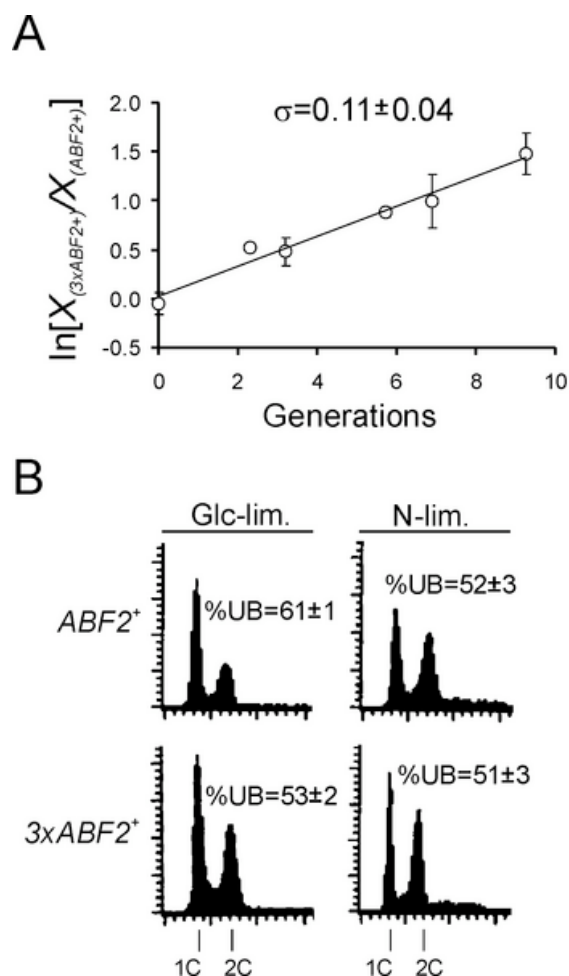 A
σ=0.11±0.04
ln[X(3xABF2+)/X(ABF2+)]
2.0
1.5
1.0
0.5
0.0
-0.5
0 2 4 6 8 10
Generations
B
Glc-lim. N-lim.
ABF2+
%UB=61±1 %UB=52±3
3xABF2+
%UB=53±2 %UB=51±3
1C 2C 1C 2C